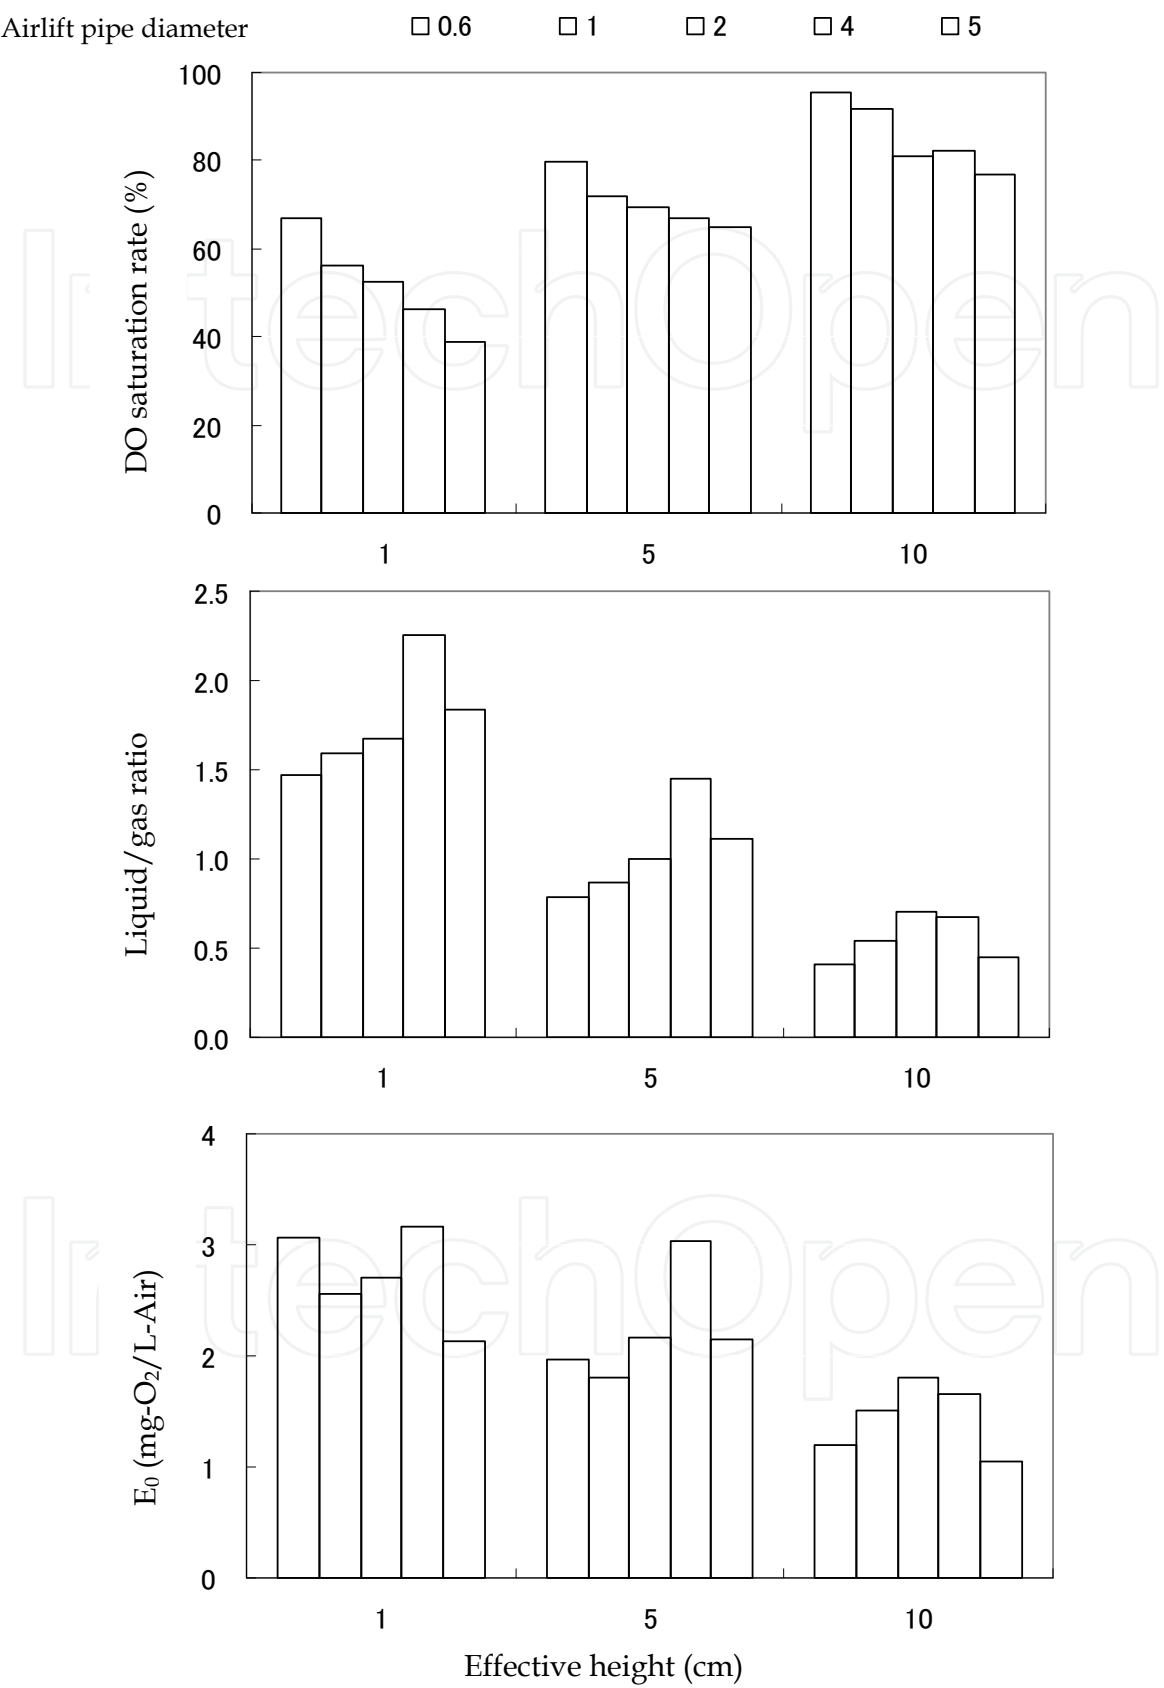 Airlift pipe diameter □ 0.6 □ 1 □ 2 □ 4 □ 5
DO saturation rate (%)
100
80
60
40
20
0
1 5 10
Liquid/gas ratio
2.5
2.0
1.5
1.0
0.5
0.0
1 5 10
E₀ (mg-O₂/L-Air)
4
3
2
1
0
1 5 10
Effective height (cm)
IntechOpen
IntechOpen